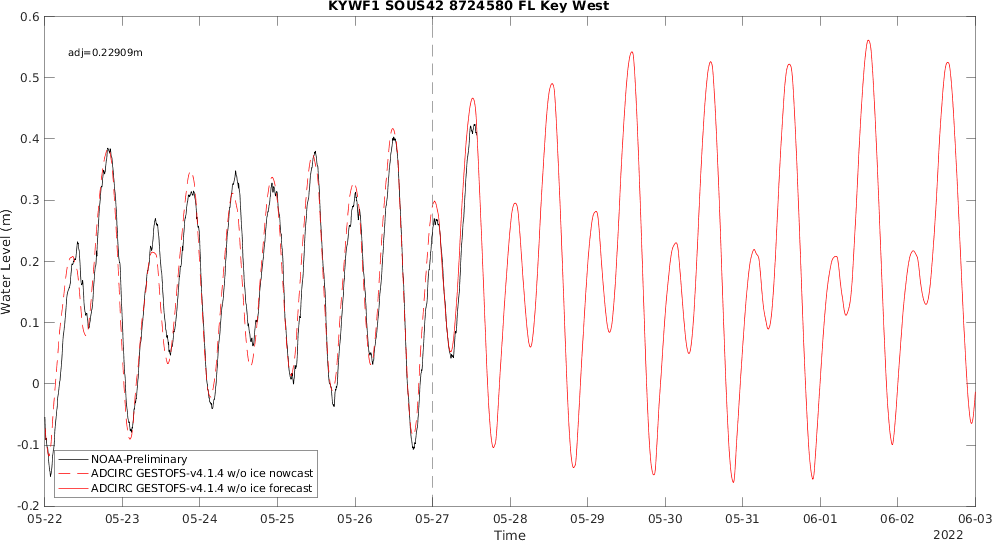 KYWF1 SOUS42 8724580 FL Key West
adj=0.22909m
Water Level (m)
0.6
0.5
0.4
0.3
0.2
0.1
0
-0.1
-0.2
NOAA-Preliminary
ADCIRC GESTOFS-v4.1.4 w/o ice nowcast
ADCIRC GESTOFS-v4.1.4 w/o ice forecast
05-22 05-23 05-24 05-25 05-26 05-27 05-28 05-29 05-30 05-31 06-01 06-02 06-03
Time
2022